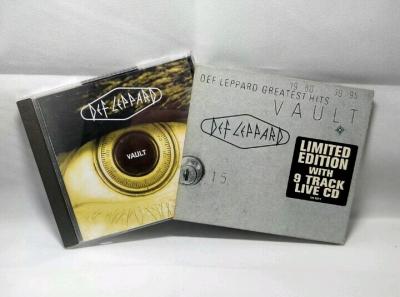 DEF LEPPARD
VAULT
19 80 19 95
DEF LEPPARD GREATEST HITS
VAULT
DEF LEPPARD
15
LIMITED
EDITION
WITH
9 TRACK
LIVE CD